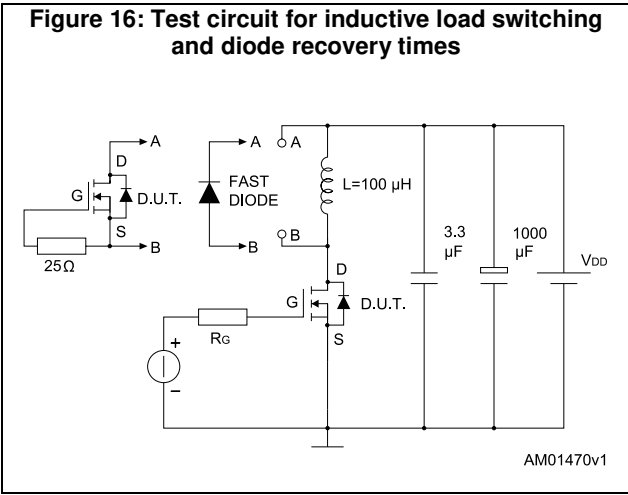 Figure 16: Test circuit for inductive load switching
and diode recovery times
A
D
G
D.U.T.
S
B
25Ω
A
FAST
DIODE
B
A
L=100 µH
B
D
G
D.U.T.
S
RG
+
-
3.3
µF
1000
µF
VDD
AM01470v1